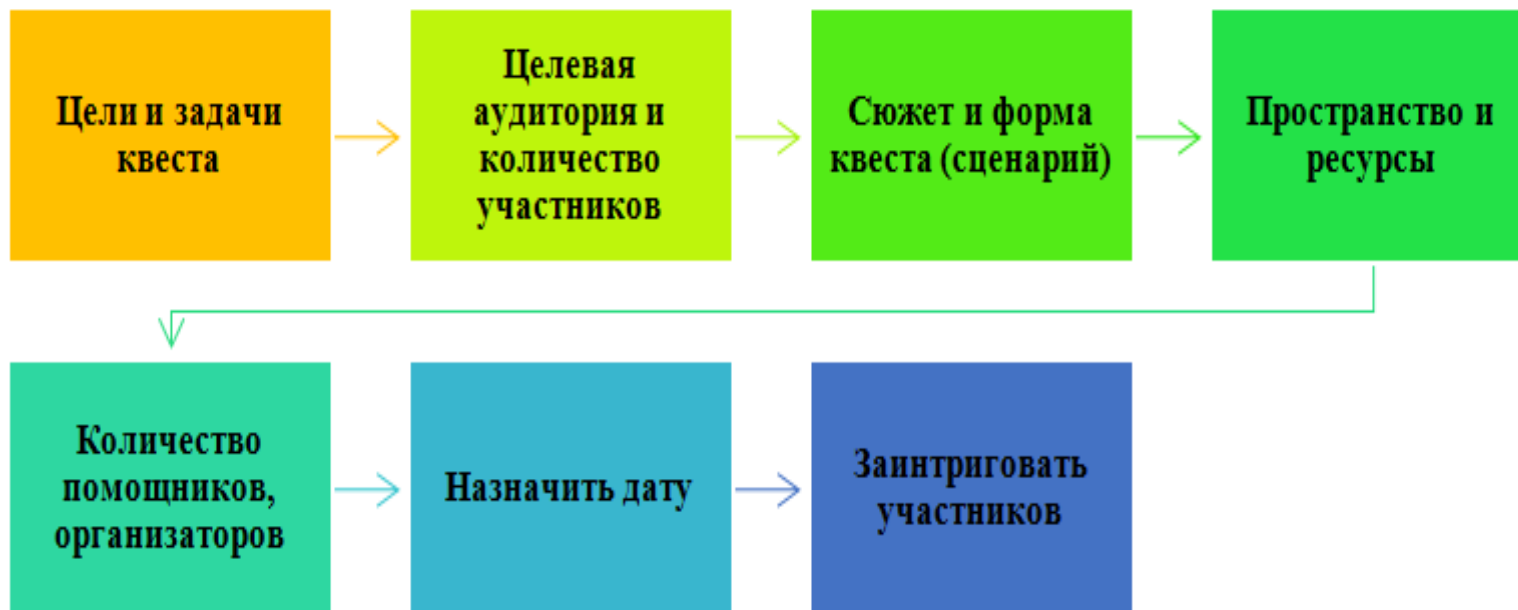 Цели и задачи
квеста
Целевая
аудитория и
количество
участников
Сюжет и форма
квеста (сценарий)
Пространство и
ресурсы
Количество
помощников,
организаторов
Назначить дату
Заинтриговать
участников